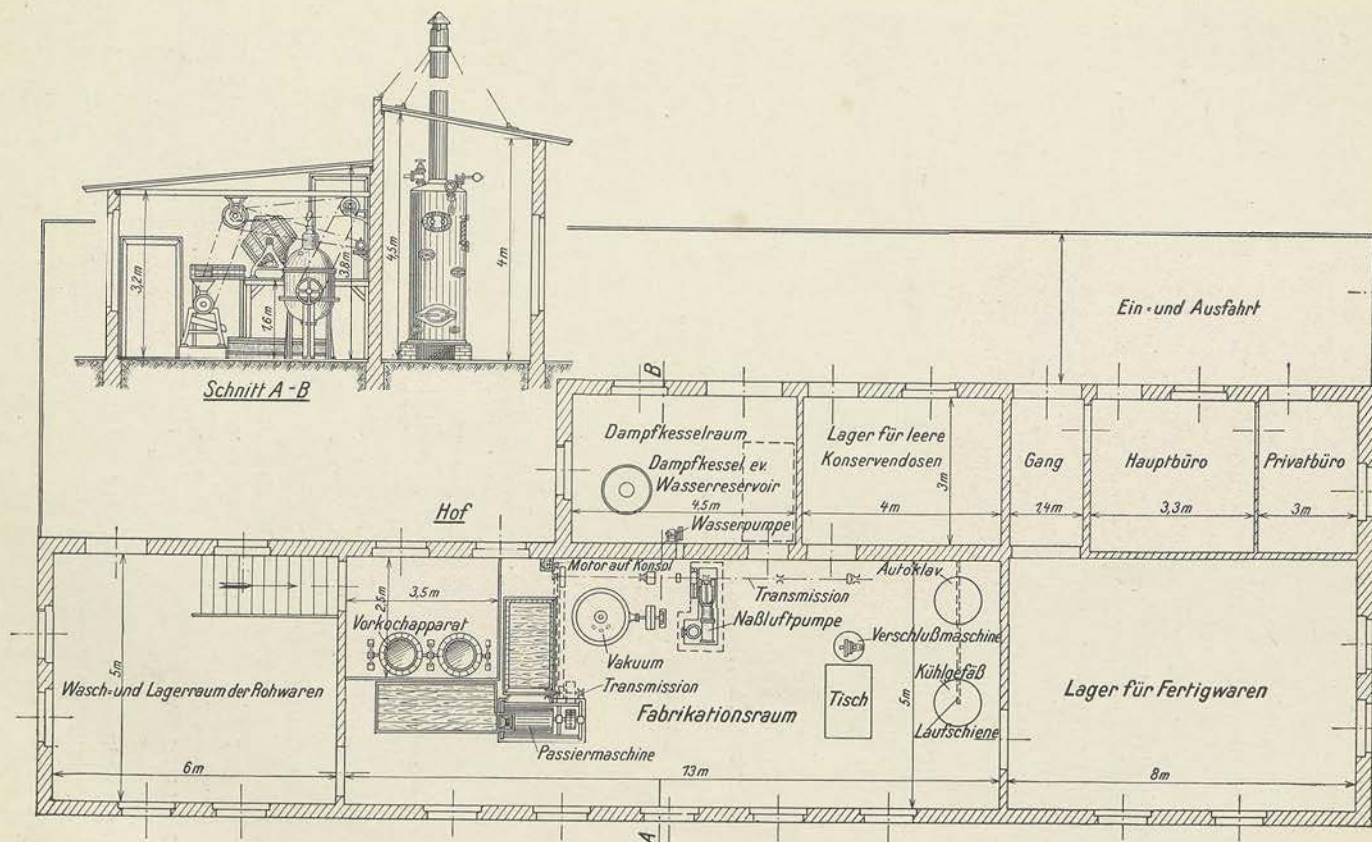 3,2m
1,6m
3,8m
4,5m
4m
Schnitt A-B
Ein- und Ausfahrt
Hof
B
Dampfkesselraum
Dampfkessel ev.
Wasserreservoir
4,5m
Wasserpumpe
Lager für leere
Konservendosen
3m
4m
Gang
1,4m
Hauptbüro
3,3m
Privatbüro
3m
Wasch- und Lagerraum der Rohwaren
5m
6m
3,5m
2,5m
Vorkochapparat
Motor auf Konsol
Transmission
Naßluftpumpe
Vakuum
Transmission
Fabrikationsraum
Passiermaschine
13m
Autoklav
Verschlußmaschine
Kühlgefäß
Tisch
5m
Laufschiene
Lager für Fertigwaren
8m
A